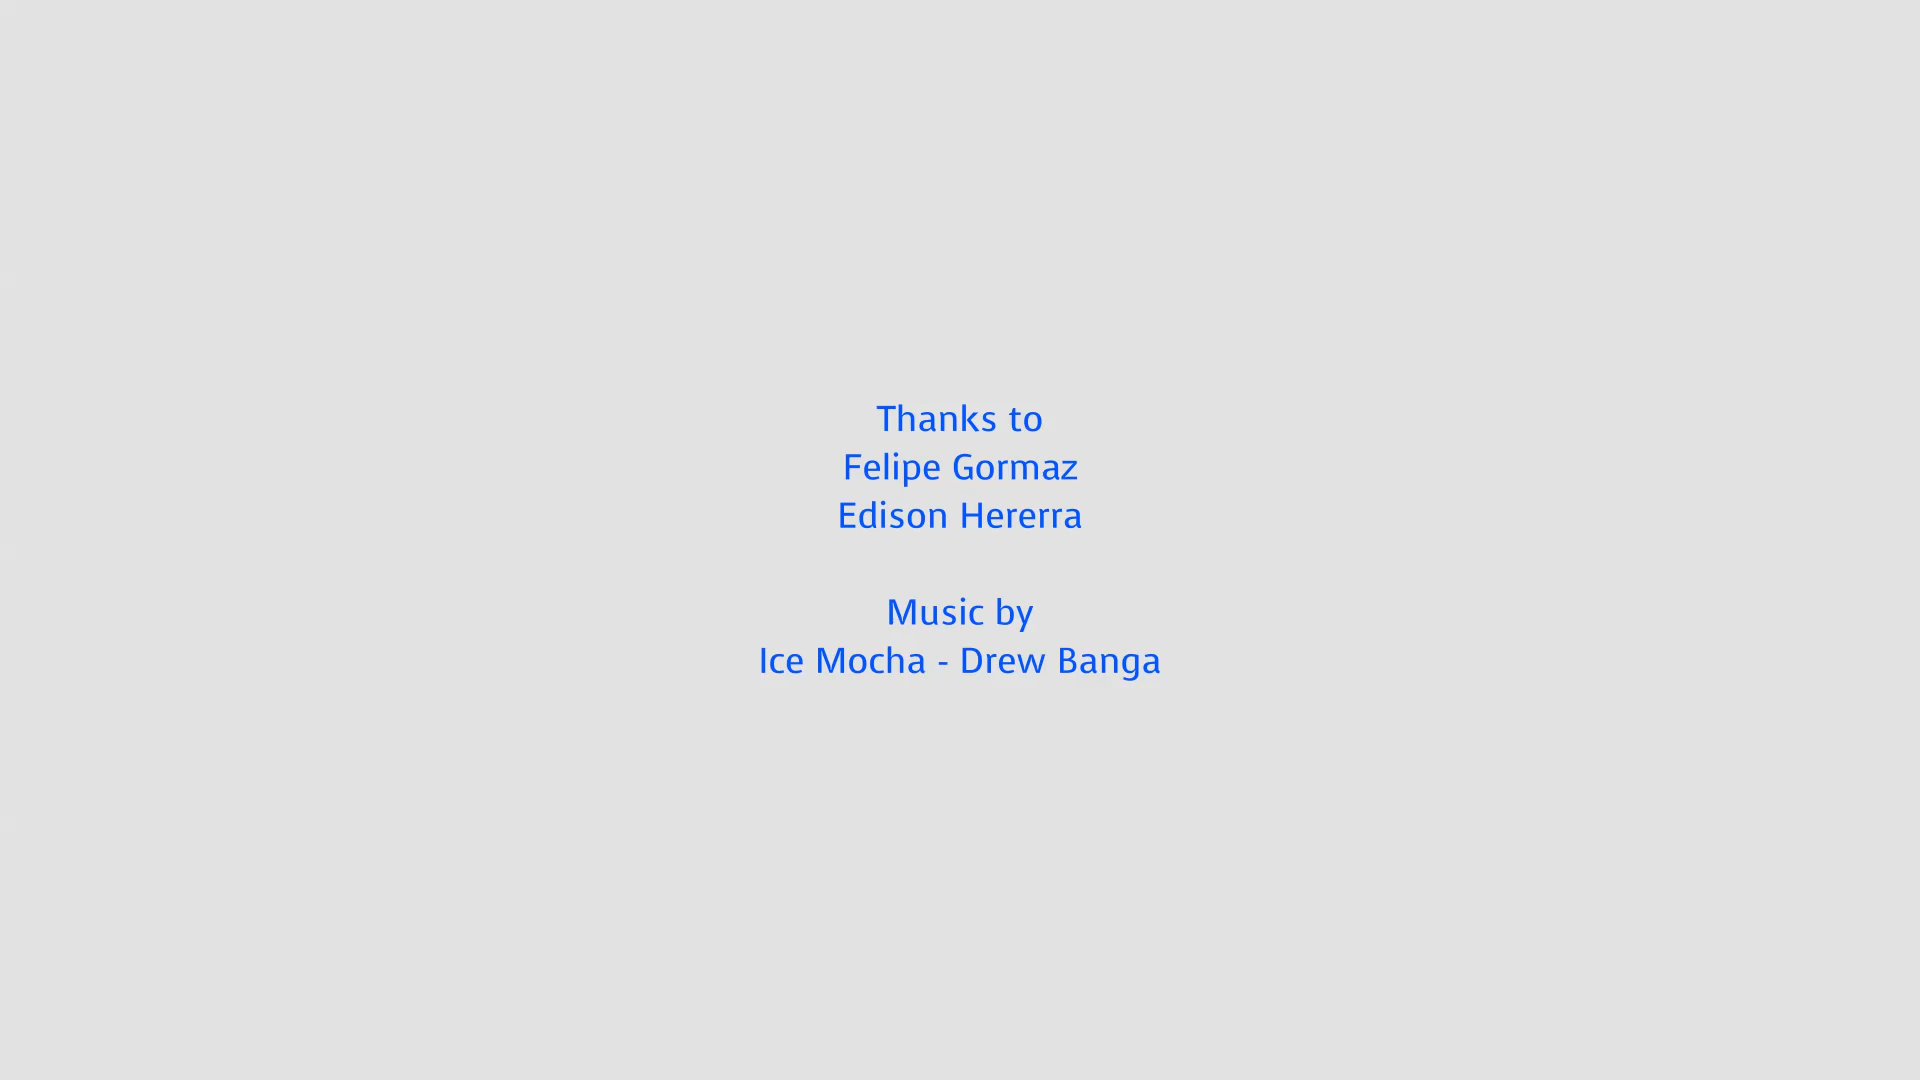 Thanks to
Felipe Gormaz
Edison Hererra
Music by
Ice Mocha - Drew Banga